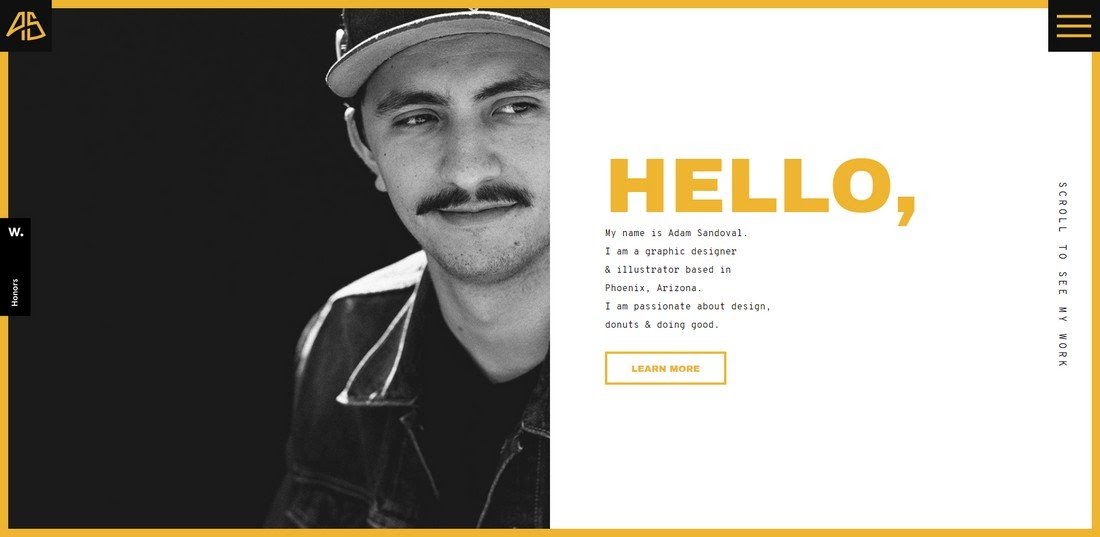 AS
W.
Honors
HELLO,
My name is Adam Sandoval.
I am a graphic designer
& illustrator based in
Phoenix, Arizona.
I am passionate about design,
donuts & doing good.
LEARN MORE
SCROLL TO SEE MY WORK